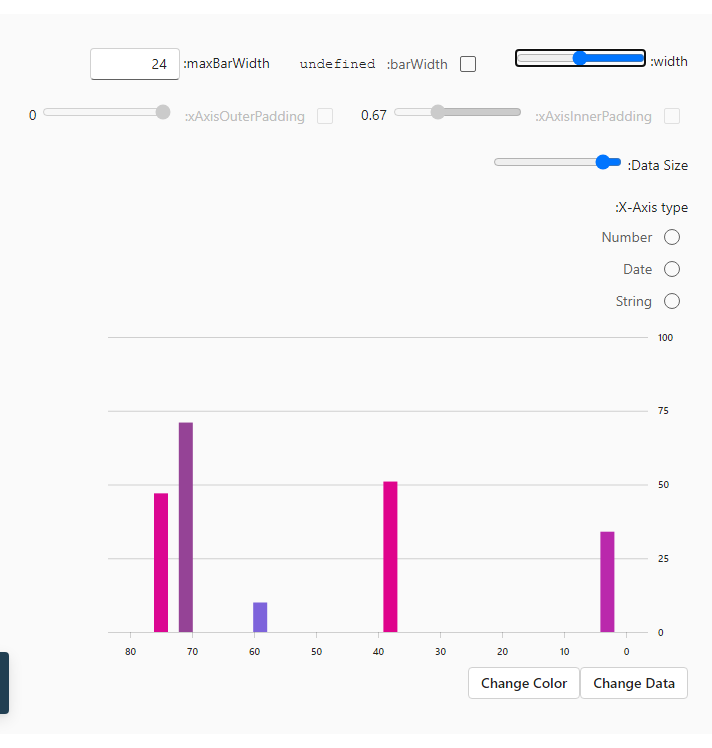 width:
barWidth: undefined
maxBarWidth: 24
xAxisInnerPadding: 0.67
xAxisOuterPadding: 0
Data Size:
X-Axis type:
Number
Date
String
100
75
50
25
0
80 70 60 50 40 30 20 10 0
Change Color Change Data